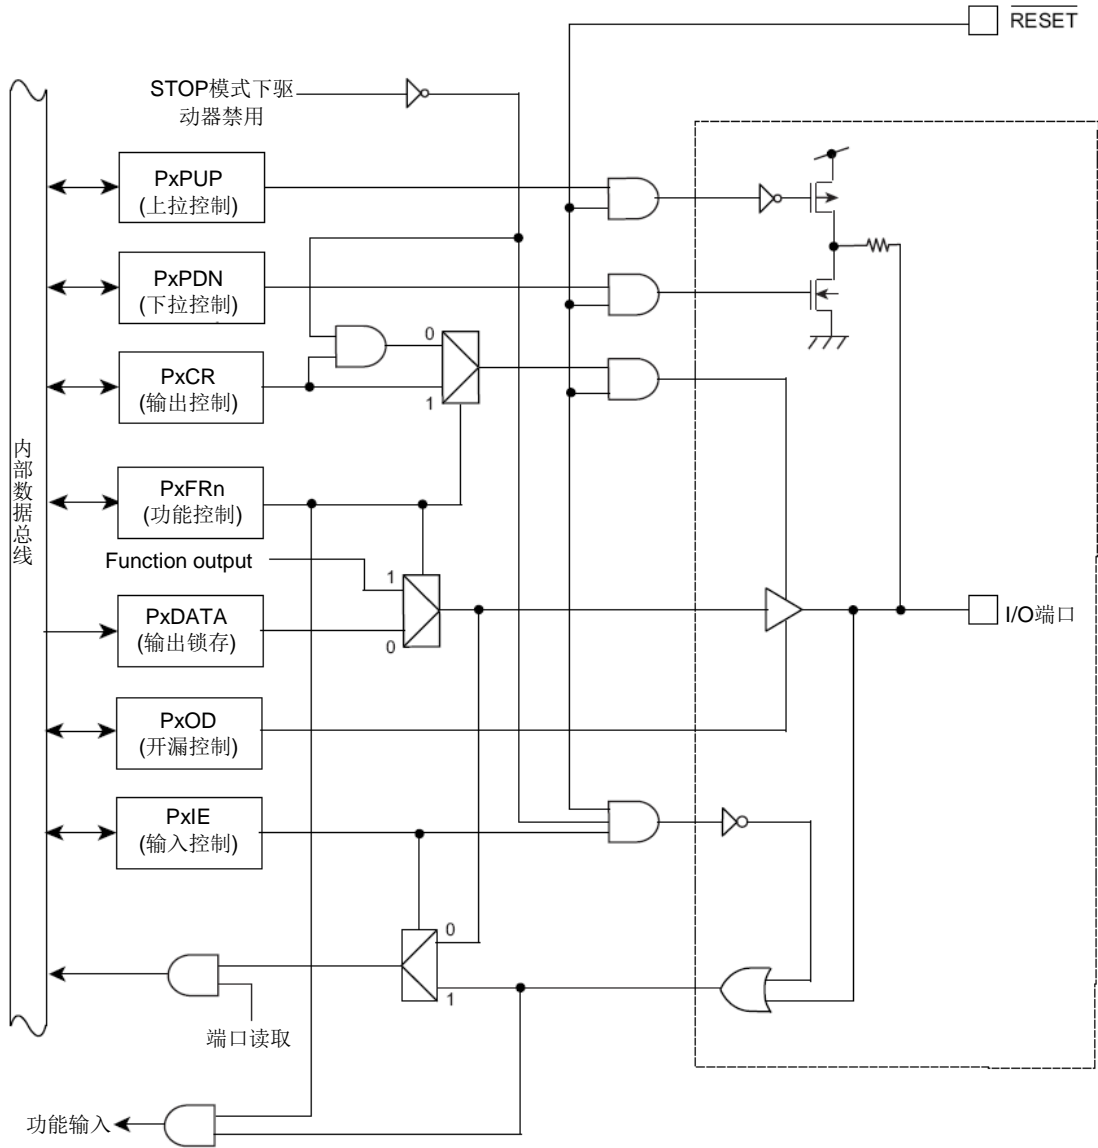 RESET
STOP模式下驱
动器禁用
PxPUP
(上拉控制)
PxPDN
(下拉控制)
0
PxCR
(输出控制)
1
内部数据总线
PxFRn
(功能控制)
Function output
1
PxDATA
(输出锁存)
0
I/O端口
PxOD
(开漏控制)
PxIE
(输入控制)
0
1
端口读取
功能输入